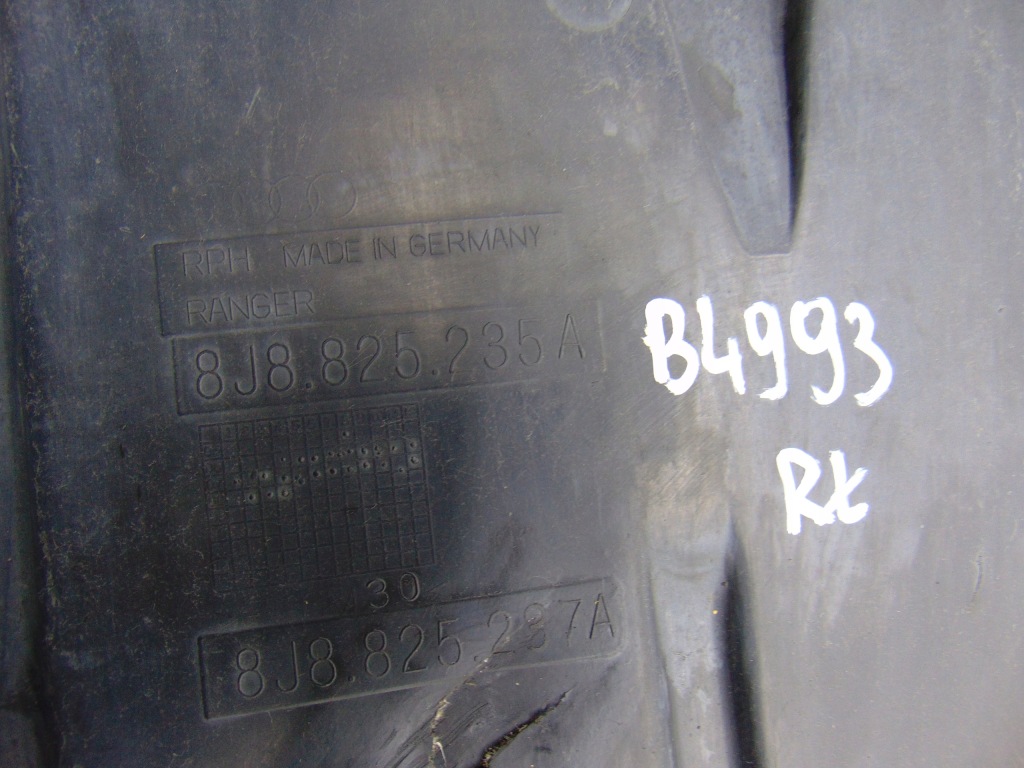 RPH MADE IN GERMANY
RANGER
8J8.825.235A
B4993
Rt
30
8J8.825.237A